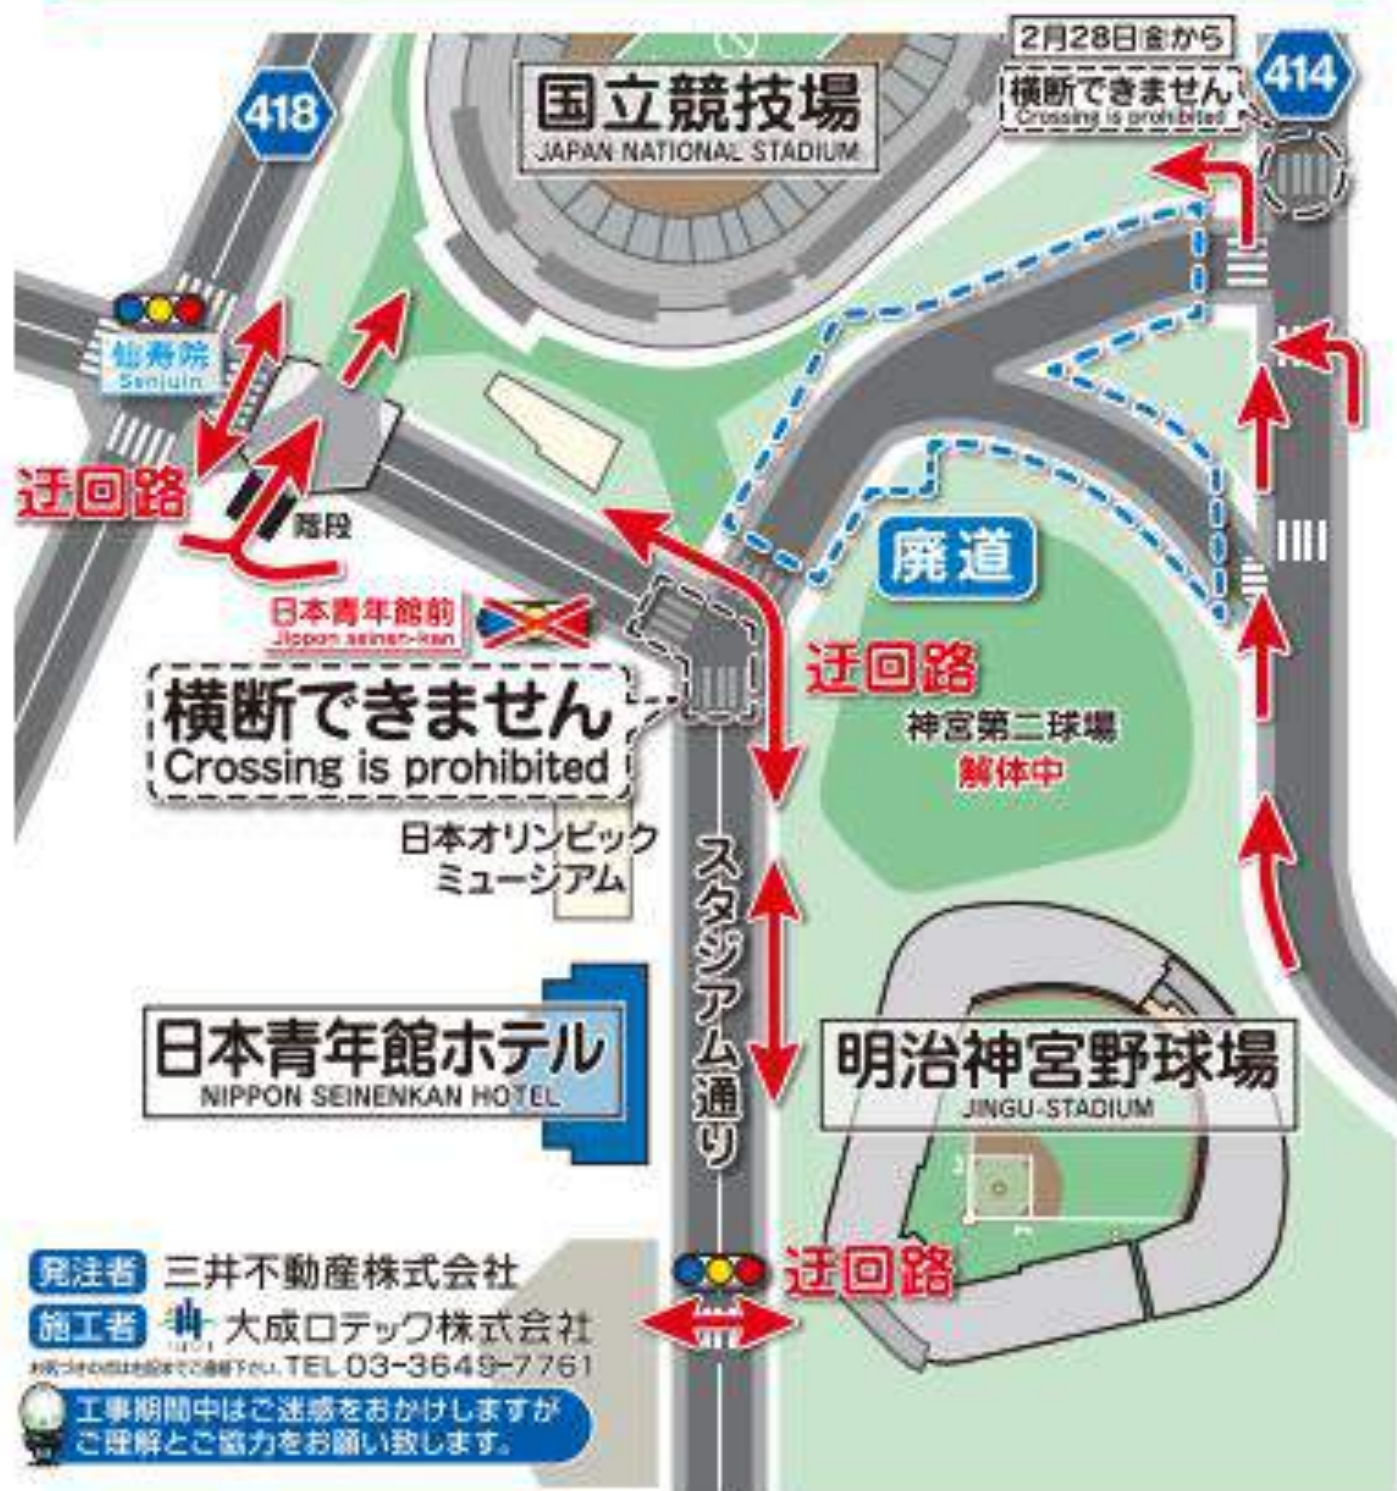 2月28日(金)から
横断できません
Crossing is prohibited
414
418
国立競技場
JAPAN NATIONAL STADIUM
仙寿院
Senjuin
迂回路
階段
廃道
日本青年館前
Jippon seinen-kan
横断できません
Crossing is prohibited
迂回路
神宮第二球場
解体中
日本オリンピック
ミュージアム
スタジアム通り
日本青年館ホテル
NIPPON SEINENKAN HOTEL
明治神宮野球場
JINGU-STADIUM
迂回路
発注者 三井不動産株式会社
施工者 大成ロテック株式会社
TEL 03-3649-7761
工事期間中はご迷惑をおかけしますが
ご理解とご協力をお願い致します。